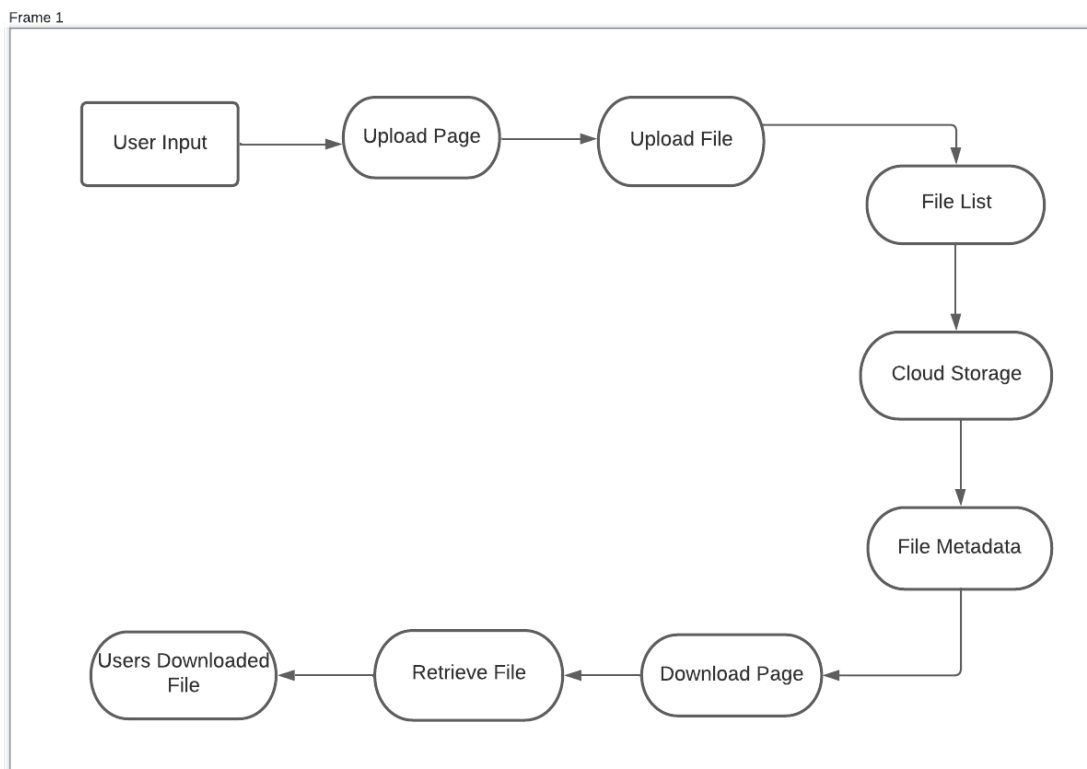 Frame 1
User Input
Upload Page
Upload File
File List
Cloud Storage
File Metadata
Users Downloaded
File
Retrieve File
Download Page